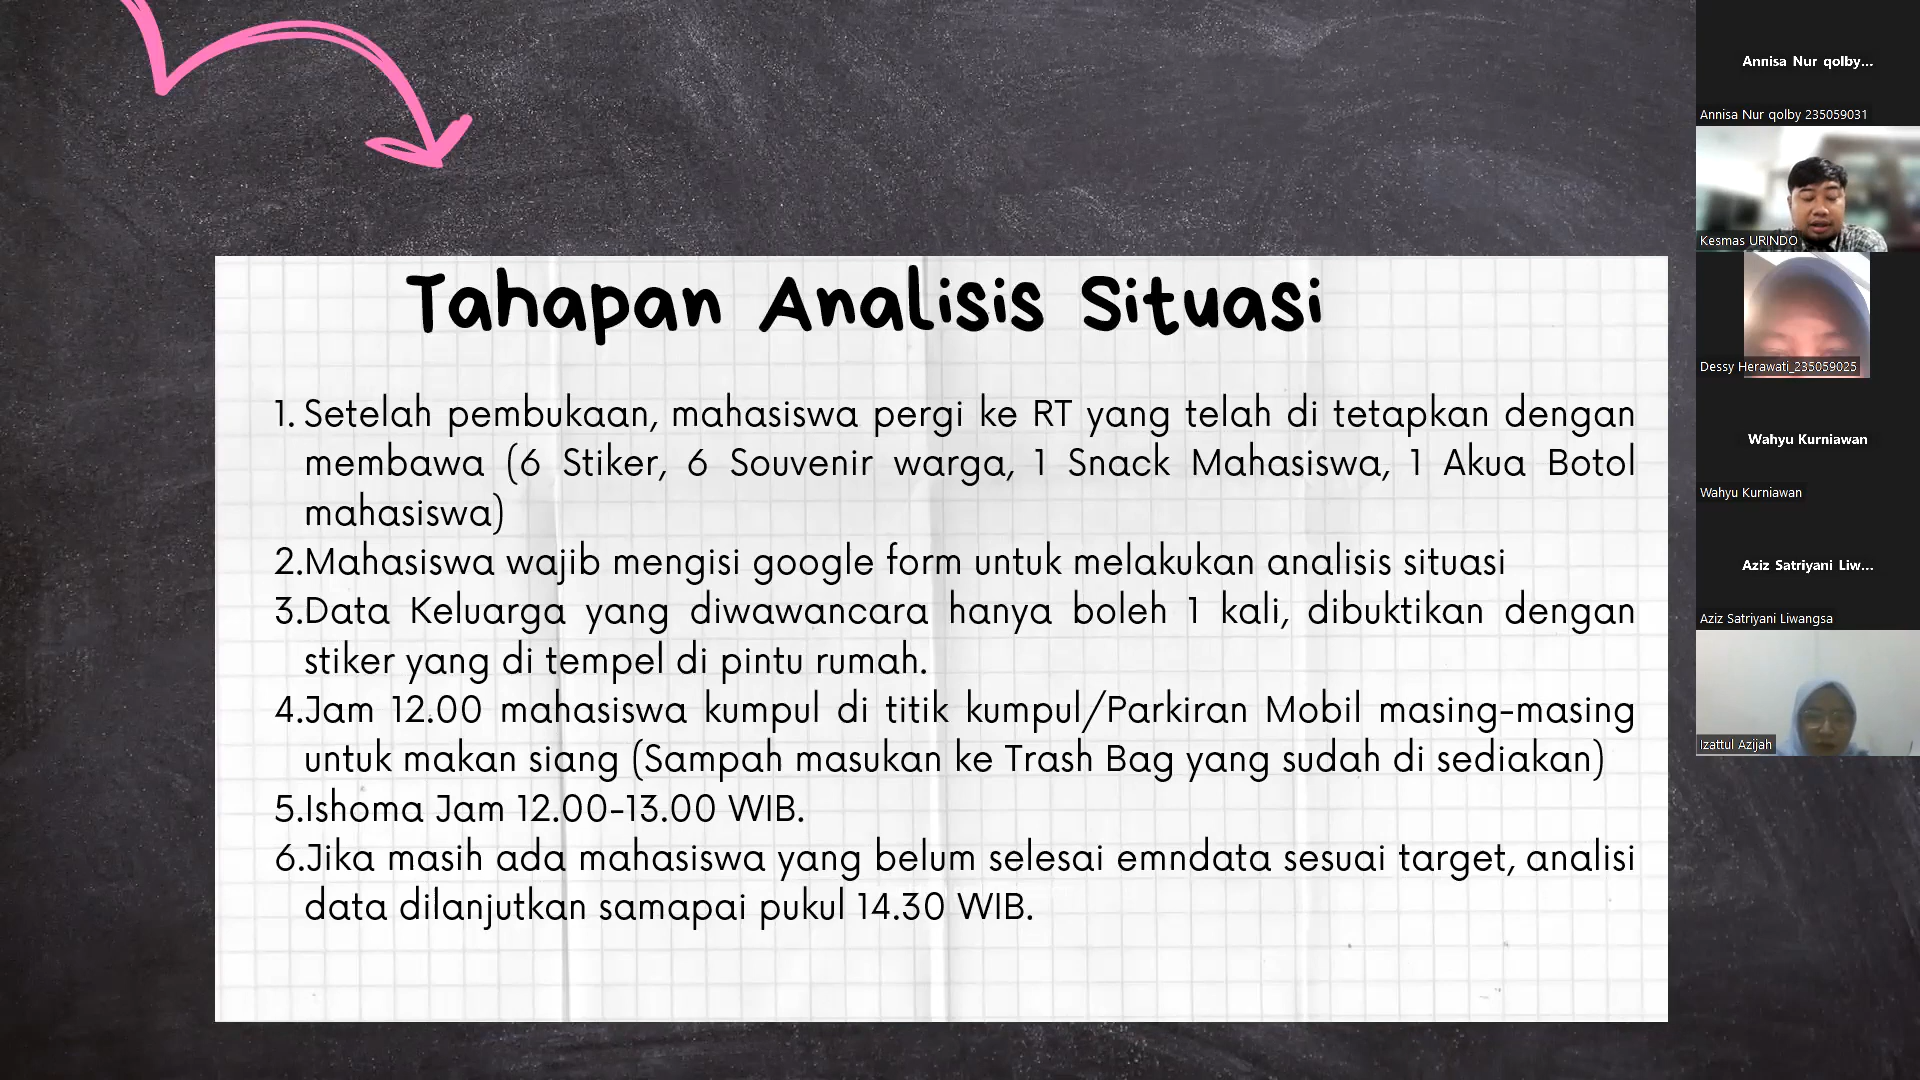 Tahapan Analisis Situasi
1. Setelah pembukaan, mahasiswa pergi ke RT yang telah di tetapkan dengan
membawa (6 Stiker, 6 Souvenir warga, 1 Snack Mahasiswa, 1 Akua Botol
mahasiswa)
2.Mahasiswa wajib mengisi google form untuk melakukan analisis situasi
3.Data Keluarga yang diwawancara hanya boleh 1 kali, dibuktikan dengan
stiker yang di tempel di pintu rumah.
4.Jam 12.00 mahasiswa kumpul di titik kumpul/Parkiran Mobil masing-masing
untuk makan siang (Sampah masukan ke Trash Bag yang sudah di sediakan)
5.Ishoma Jam 12.00-13.00 WIB.
6.Jika masih ada mahasiswa yang belum selesai emndata sesuai target, analisi
data dilanjutkan samapai pukul 14.30 WIB.
Annisa Nur qolby...
Annisa Nur qolby 235059031
Kesmas URINDO
Dessy Herawati_235059025
Wahyu Kurniawan
Wahyu Kurniawan
Aziz Satriyani Liw...
Aziz Satriyani Liwangsa
Izattul Azijah